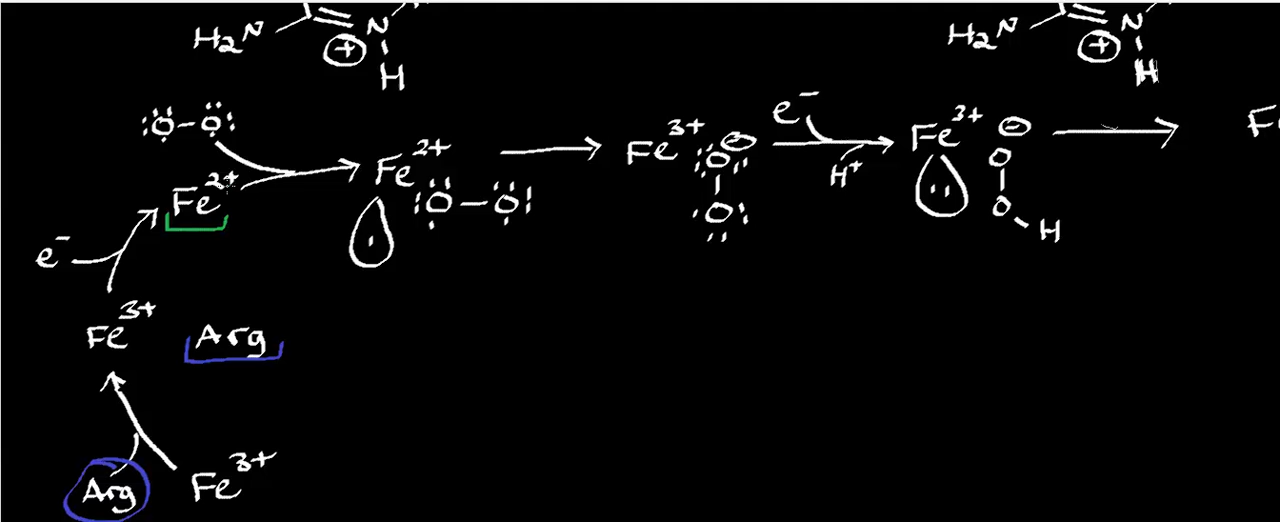 H₂N N H
⊕
H₂N N H
⊕
:Ö-Ö:
Fe²⁺
e⁻
Fe³⁺ Arg
Arg Fe³⁺
Fe²⁺ :Ö-Ö:
Fe³⁺ O⊖
O
e⁻
H⁺
Fe³⁺ ⊖
O
O H